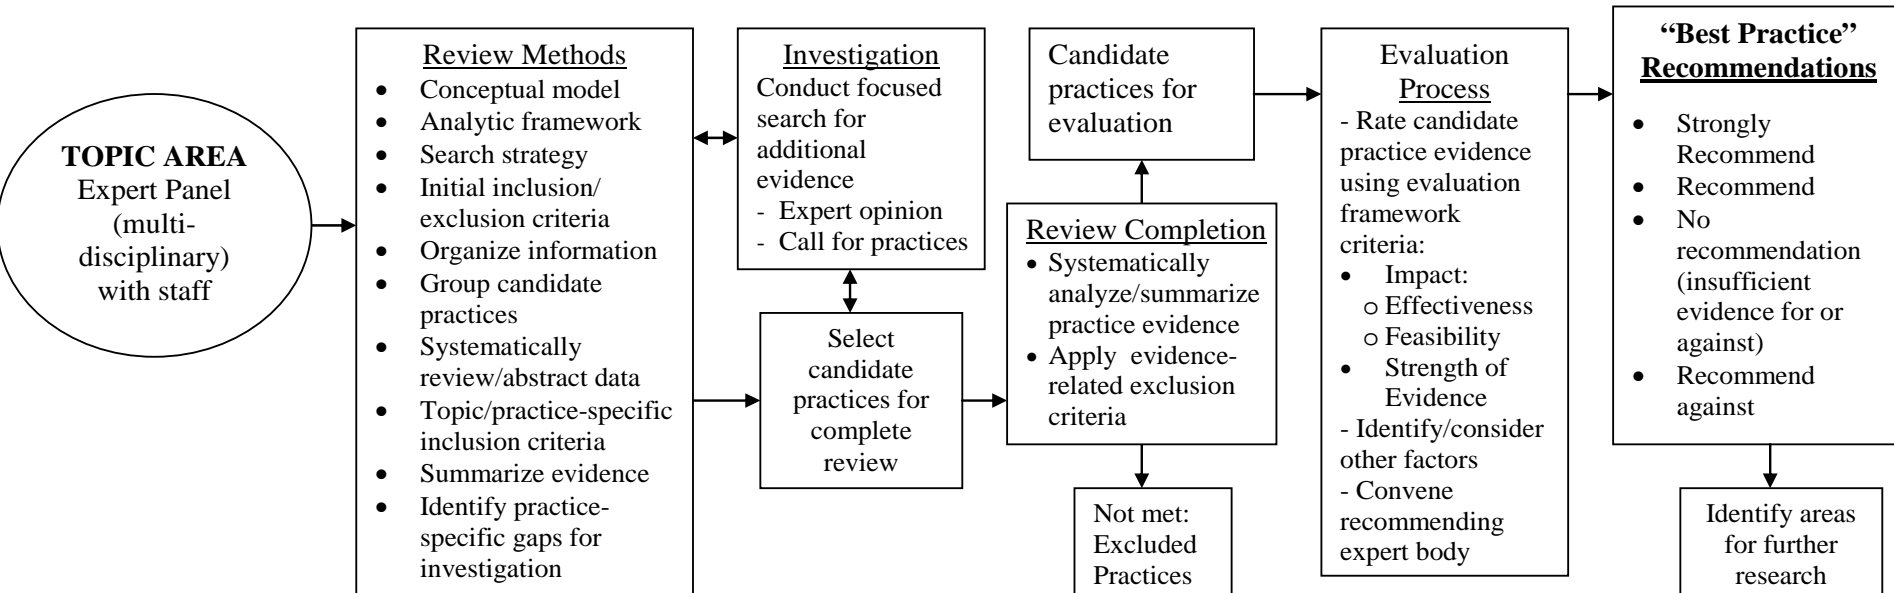 TOPIC AREA
Expert Panel
(multi-
disciplinary)
with staff
Review Methods
• Conceptual model
• Analytic framework
• Search strategy
• Initial inclusion/
exclusion criteria
• Organize information
• Group candidate
practices
• Systematically
review/abstract data
• Topic/practice-specific
inclusion criteria
• Summarize evidence
• Identify practice-
specific gaps for
investigation
Investigation
Conduct focused
search for
additional
evidence
- Expert opinion
- Call for practices
Select
candidate
practices for
complete
review
Candidate
practices for
evaluation
Review Completion
• Systematically
analyze/summarize
practice evidence
• Apply evidence-
related exclusion
criteria
Not met:
Excluded
Practices
Evaluation
Process
- Rate candidate
practice evidence
using evaluation
framework
criteria:
• Impact:
o Effectiveness
o Feasibility
• Strength of
Evidence
- Identify/consider
other factors
- Convene
recommending
expert body
“Best Practice”
Recommendations
• Strongly
Recommend
• Recommend
• No
recommendation
(insufficient
evidence for or
against)
• Recommend
against
Identify areas
for further
research